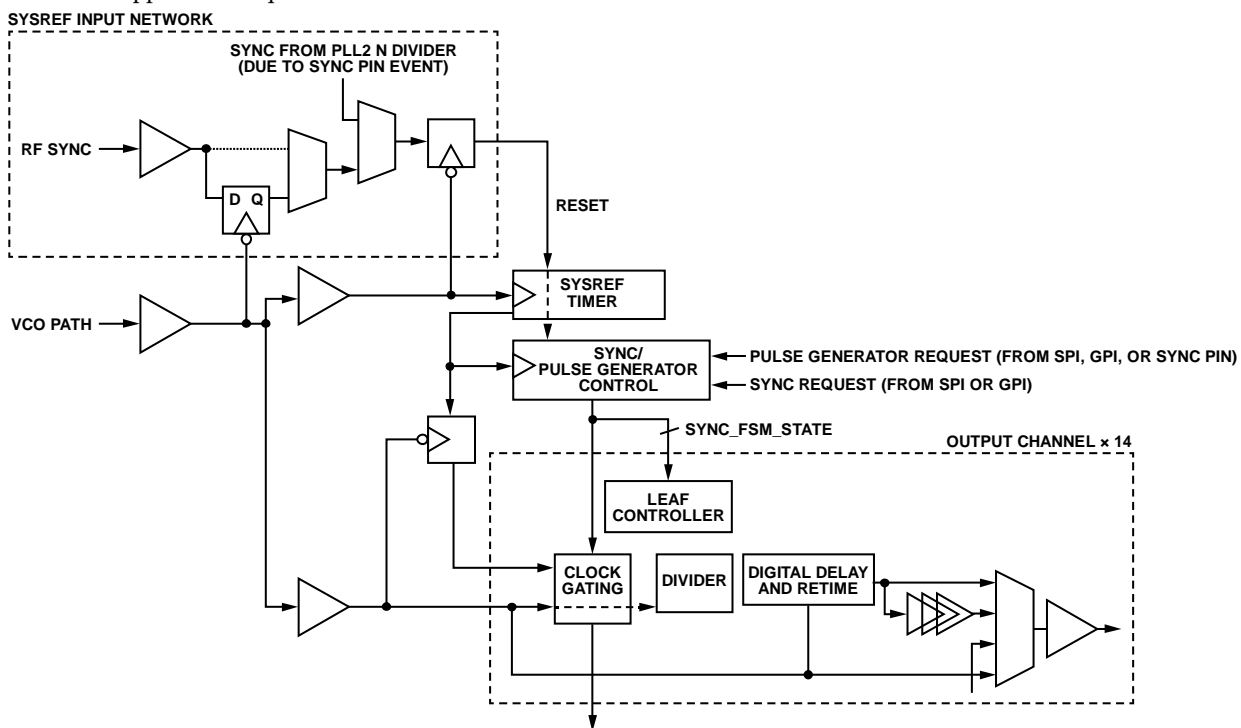 SYSREF INPUT NETWORK
SYNC FROM PLL2 N DIVIDER
(DUE TO SYNC PIN EVENT)
RF SYNC
D Q
RESET
SYSREF
TIMER
VCO PATH
SYNC/
PULSE GENERATOR
CONTROL
PULSE GENERATOR REQUEST (FROM SPI, GPI, OR SYNC PIN)
SYNC REQUEST (FROM SPI OR GPI)
SYNC_FSM_STATE
OUTPUT CHANNEL × 14
LEAF
CONTROLLER
CLOCK
GATING
DIVIDER
DIGITAL DELAY
AND RETIME